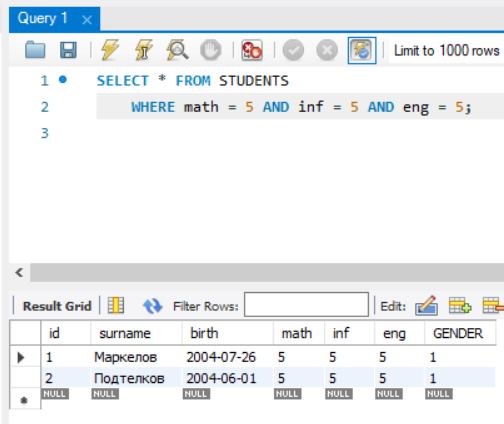 Query 1
Limit to 1000 rows
1 SELECT * FROM STUDENTS
2 WHERE math = 5 AND inf = 5 AND eng = 5;
3
Result Grid Filter Rows: Edit:
id surname birth math inf eng GENDER
1 Маркелов 2004-07-26 5 5 5 1
2 Подтелков 2004-06-01 5 5 5 1
NULL NULL NULL NULL NULL NULL NULL